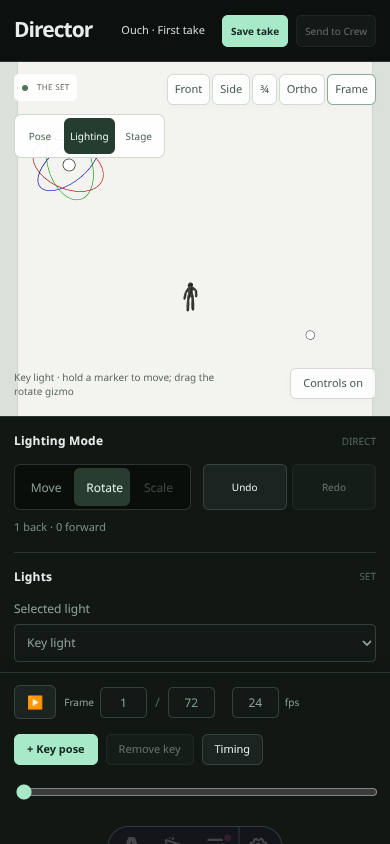 Director
Ouch · First take
Save take
Send to Crew
THE SET
Front
Side
¾
Ortho
Frame
Pose
Lighting
Stage
Key light · hold a marker to move; drag the
rotate gizmo
Controls on
Lighting Mode
DIRECT
Move
Rotate
Scale
Undo
Redo
1 back · 0 forward
Lights
SET
Selected light
Key light
Frame
1
/
72
24
fps
+ Key pose
Remove key
Timing